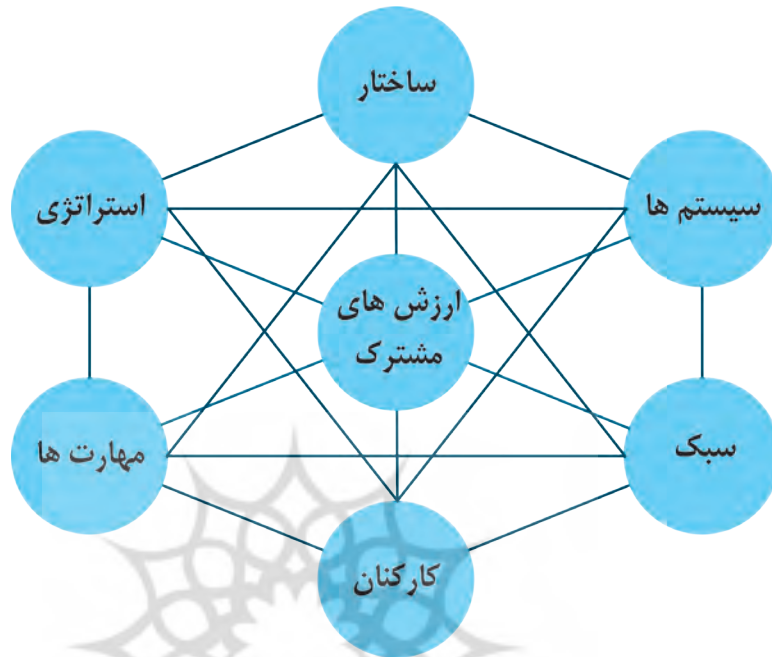 ساختار
سیستم ها
استراتژی
ارزش های
مشترک
سبک
مهارت ها
کارکنان